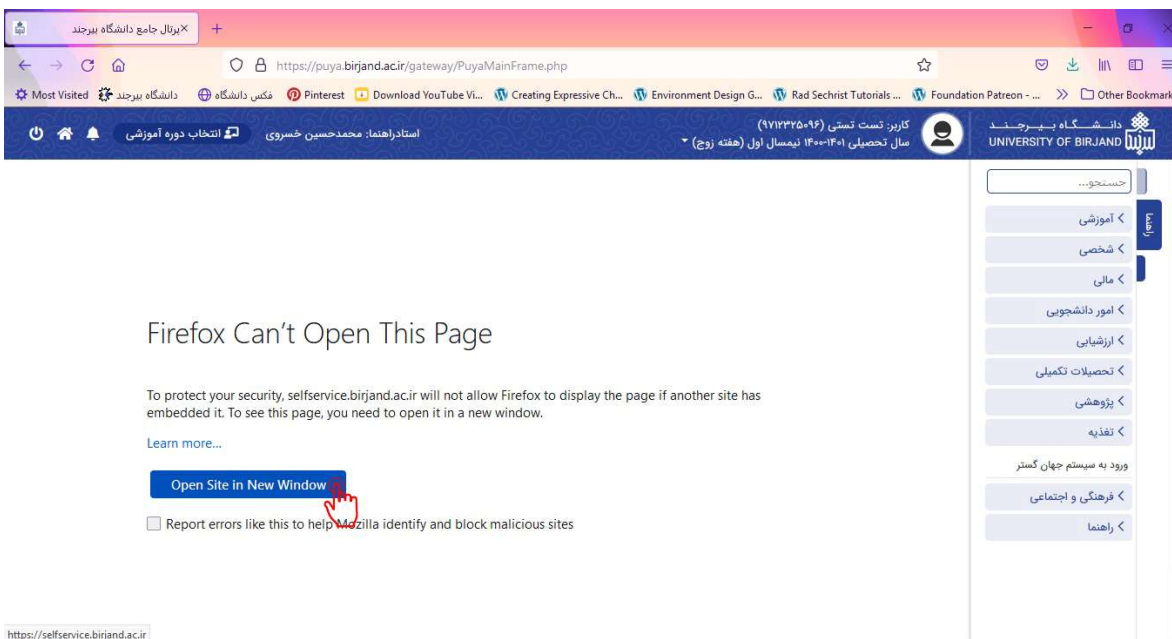 پرتال جامع دانشگاه بیرجند
https://puya.birjand.ac.ir/gateway/PuyaMainFrame.php
Most Visited دانشگاه بیرجند فکس دانشگاه Pinterest Download YouTube Vi... Creating Expressive Ch... Environment Design G... Rad Sechrist Tutorials ... Foundation Patreon - ... Other Bookmark
دانشگاه بیرجند
UNIVERSITY OF BIRJAND
کاربر: تست تستی (۹۷۱۲۳۲۵۰۹۶)
سال تحصیلی ۱۴۰۱-۱۴۰۰ نیمسال اول (هفته زوج)
استادراهنما: محمدحسین خسروی
انتخاب دوره آموزشی
جستجو...
راهنما
آموزشی
شخصی
مالی
امور دانشجویی
ارزشیابی
تحصیلات تکمیلی
پژوهشی
تغذیه
ورود به سیستم جهان گستر
فرهنگی و اجتماعی
راهنما
Firefox Can’t Open This Page
To protect your security, selfservice.birjand.ac.ir will not allow Firefox to display the page if another site has
embedded it. To see this page, you need to open it in a new window.
Learn more...
Open Site in New Window
Report errors like this to help Mozilla identify and block malicious sites
https://selfservice.birjand.ac.ir